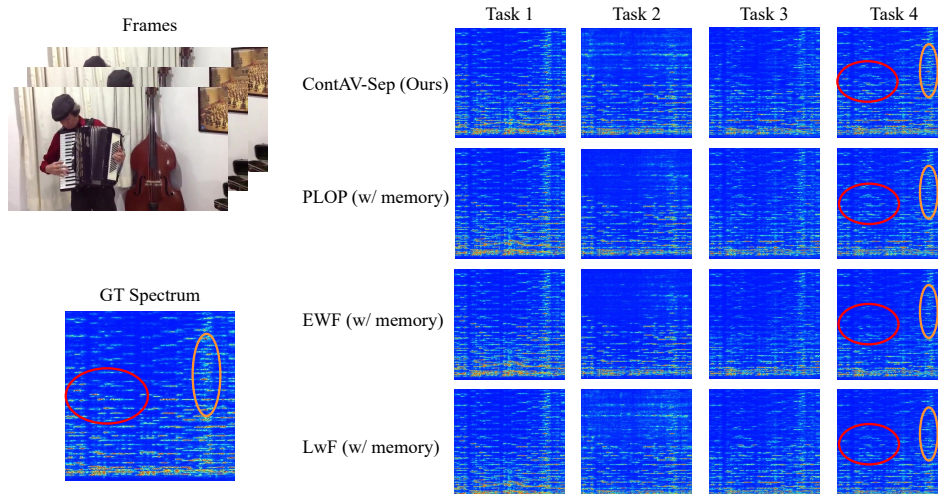 Frames
GT Spectrum
Task 1 Task 2 Task 3 Task 4
ContAV-Sep (Ours)
PLOP (w/ memory)
EWF (w/ memory)
LwF (w/ memory)